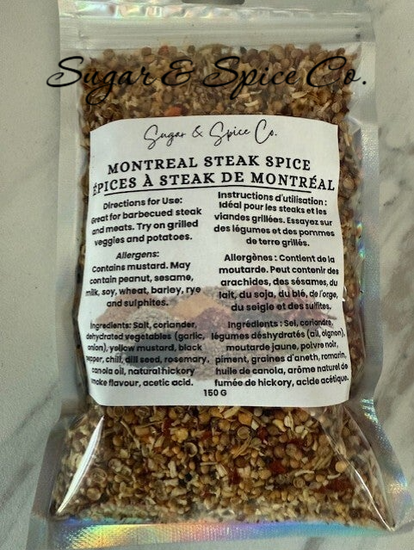 Sugar & Spice Co.
Sugar & Spice Co.
MONTREAL STEAK SPICE
ÉPICES À STEAK DE MONTRÉAL
Directions for Use:
Great for barbecued steak
and meats. Try on grilled
veggies and potatoes.
Allergens:
Contains mustard. May
contain peanut, sesame,
milk, soy, wheat, barley, rye
and sulphites.
Ingredients: Salt, coriander,
dehydrated vegetables (garlic,
onion), yellow mustard, black
pepper, chili, dill seed, rosemary,
canola oil, natural hickory
smoke flavour, acetic acid.
Instructions d'utilisation :
Idéal pour les steaks et les
viandes grillées. Essayez sur
des légumes et des pommes
de terre grillés.
Allergènes : Contient de la
moutarde. Peut contenir des
arachides, des sésames, du
lait, du soja, du blé, de l'orge,
du seigle et des sulfites.
Ingrédients : Sel, coriandre,
légumes déshydratés (ail, oignon),
moutarde jaune, poivre noir,
piment, graines d'aneth, romarin,
huile de canola, arôme naturel de
fumée de hickory, acide acétique.
150 G